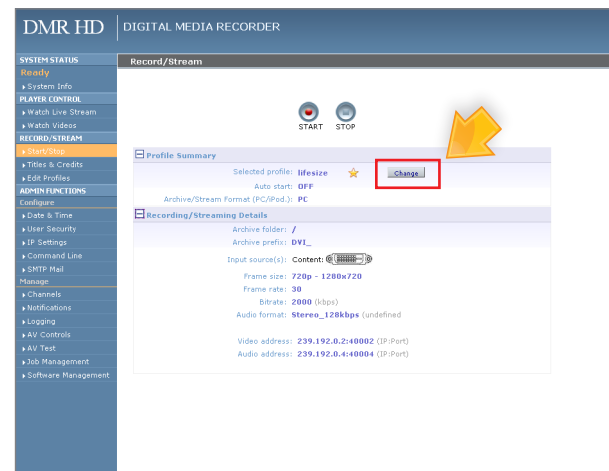 DMR HD DIGITAL MEDIA RECORDER
SYSTEM STATUS
Ready
System Info
PLAYER CONTROL
Watch Live Stream
Watch Videos
RECORD/STREAM
Start/Stop
Titles & Credits
Edit Profiles
ADMIN FUNCTIONS
Configure
Date & Time
User Security
IP Settings
Command Line
SMTP Mail
Manage
Channels
Notifications
Logging
AV Controls
AV Test
Job Management
Software Management
Record/Stream
START STOP
Profile Summary
Selected profile: lifesize Change
Auto start: OFF
Archive/Stream Format (PC/iPod.): PC
Recording/Streaming Details
Archive folder: /
Archive prefix: DVI_
Input source(s): Content:
Frame size: 720p - 1280x720
Frame rate: 30
Bitrate: 2000 (kbps)
Audio format: Stereo_128kbps (undefined
Video address: 239.192.0.2:40002 (IP:Port)
Audio address: 239.192.0.4:40004 (IP:Port)